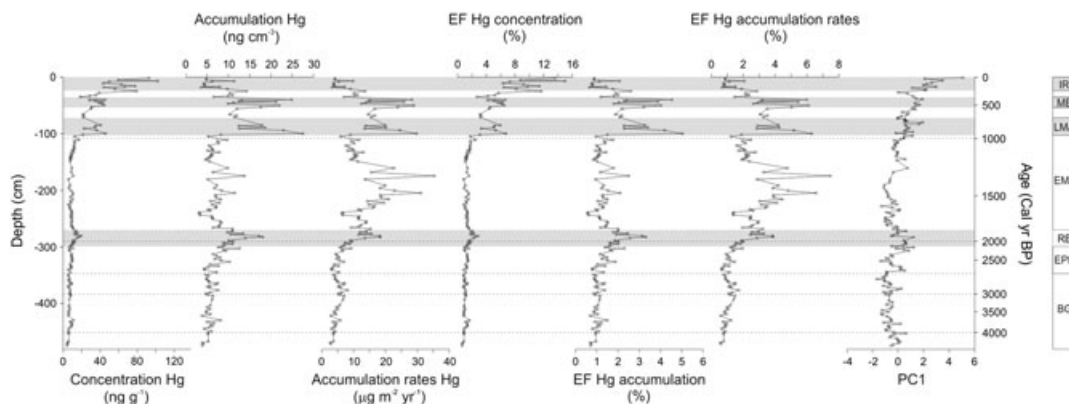 Accumulation Hg
(ng cm⁻³)
EF Hg concentration
(%)
EF Hg accumulation rates
(%)
0 5 10 15 20 25 30
0 4 8 12 16
0 2 4 6 8
0
-100
-200
-300
-400
Depth (cm)
0
500
1000
1500
2000
2500
3000
3500
4000
Age (Cal yr BP)
IR
LMA
RE
BC
0 40 80 120
Concentration Hg
(ng g⁻¹)
0 10 20 30 40
Accumulation rates Hg
(μg m⁻² yr⁻¹)
0 1 2 3 4 5 6
EF Hg accumulation
(%)
-4 -2 0 2 4 6
PC1